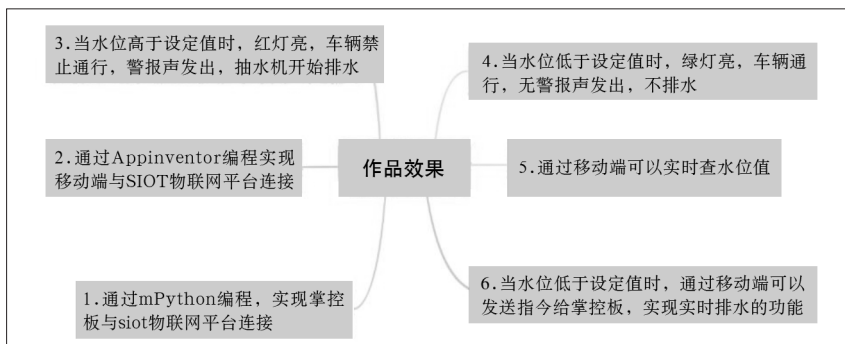 3.当水位高于设定值时，红灯亮，车辆禁
止通行，警报声发出，抽水机开始排水
4.当水位低于设定值时，绿灯亮，车辆通
行，无警报声发出，不排水
2.通过Appinventor编程实现
移动端与SIOT物联网平台连接
作品效果
5.通过移动端可以实时查水位值
1.通过mPython编程，实现掌控
板与siot物联网平台连接
6.当水位低于设定值时，通过移动端可以
发送指令给掌控板，实现实时排水的功能